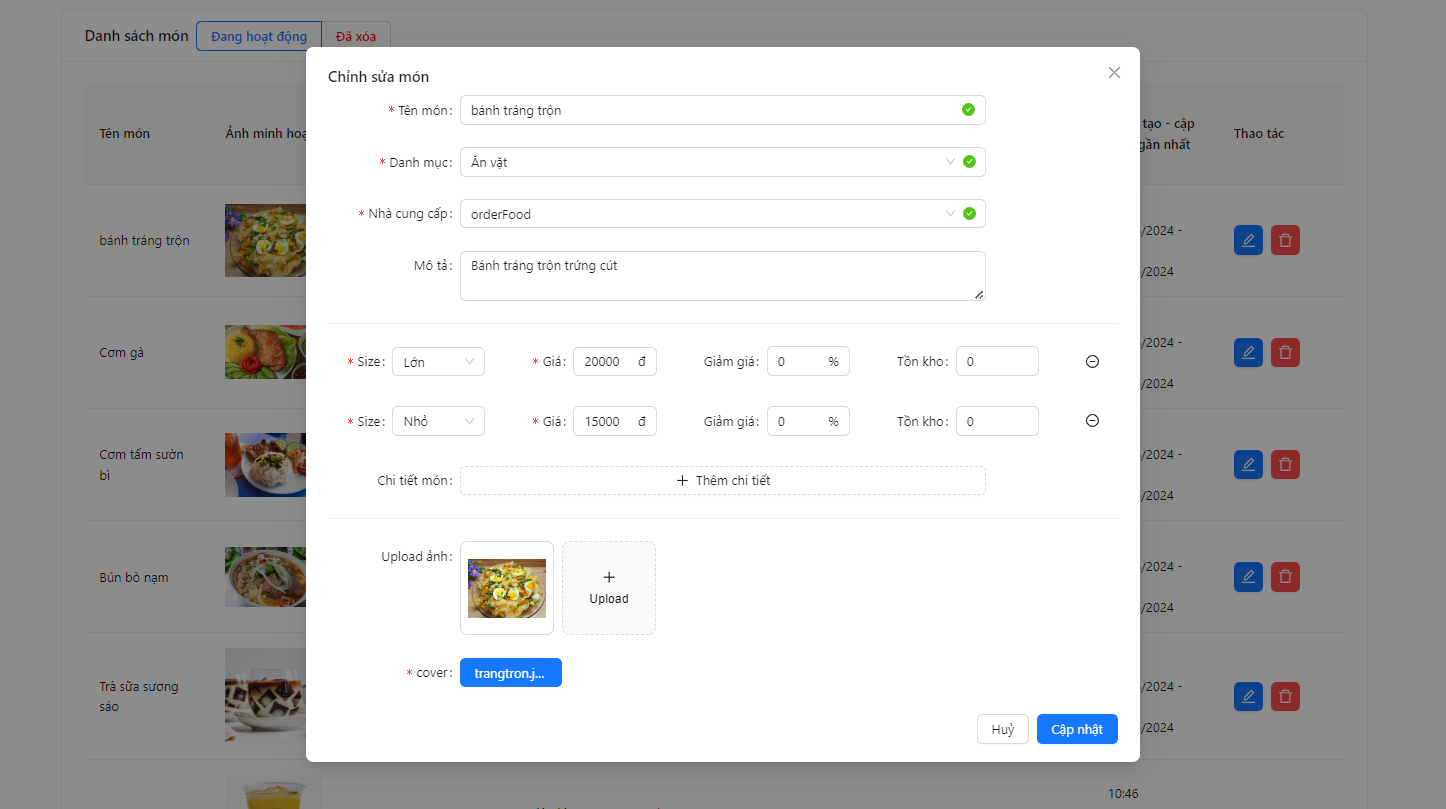 Danh sách món Đang hoạt động Đã xóa
Chỉnh sửa món
* Tên món: bánh tráng trộn
* Danh mục: Ăn vặt
* Nhà cung cấp: orderFood
Mô tả: Bánh tráng trộn trứng cút
* Size: Lớn * Giá: 20000 đ Giảm giá: 0 % Tồn kho: 0
* Size: Nhỏ * Giá: 15000 đ Giảm giá: 0 % Tồn kho: 0
Chi tiết món: + Thêm chi tiết
Upload ảnh:
+
Upload
* cover: trangtron.j...
Huỷ Cập nhật
Tên món Ảnh minh hoạ tạo - cập
gần nhất Thao tác
bánh tráng trộn /2024 -
/2024
Cơm gà /2024 -
/2024
Cơm tấm sườn
bì /2024 -
/2024
Bún bò nạm /2024 -
/2024
Trà sữa sương
sáo /2024 -
/2024
10:46